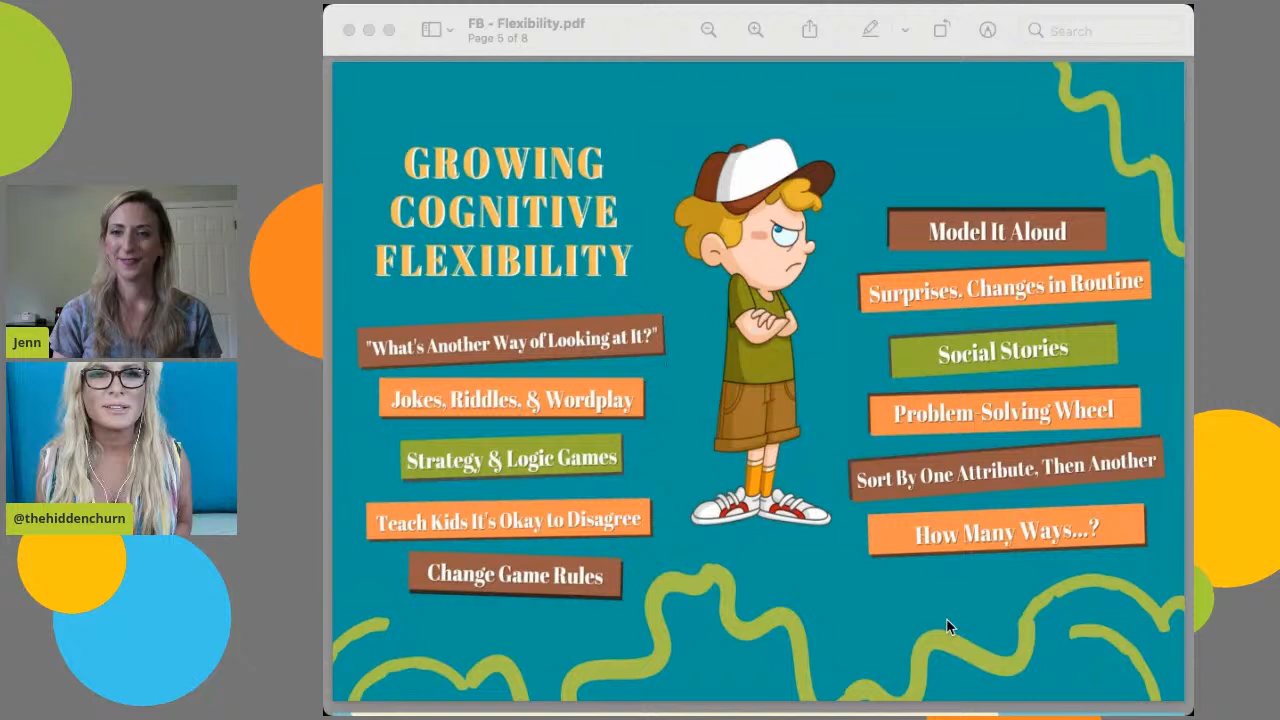 FB - Flexibility.pdf
Page 5 of 8
Search
GROWING
COGNITIVE
FLEXIBILITY
"What's Another Way of Looking at It?"
Jokes, Riddles, & Wordplay
Strategy & Logic Games
Teach Kids It's Okay to Disagree
Change Game Rules
Model It Aloud
Surprises, Changes in Routine
Social Stories
Problem-Solving Wheel
Sort By One Attribute, Then Another
How Many Ways...?
Jenn
@thehiddenchurn